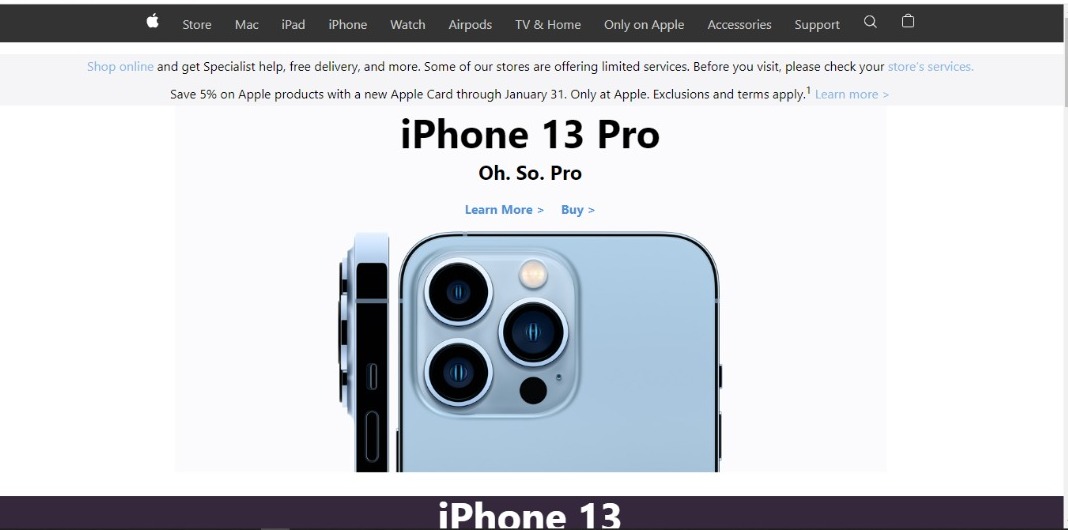 Store Mac iPad iPhone Watch Airpods TV & Home Only on Apple Accessories Support
Shop online and get Specialist help, free delivery, and more. Some of our stores are offering limited services. Before you visit, please check your store's services.
Save 5% on Apple products with a new Apple Card through January 31. Only at Apple. Exclusions and terms apply.¹ Learn more >
iPhone 13 Pro
Oh. So. Pro
Learn More > Buy >
iPhone 13